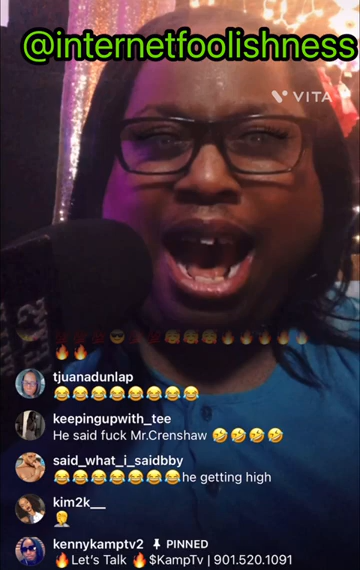 @internetfoolishness
VITA
tjuanadunlap
😂😂😂😂😂😂😂😂
keepingupwith_tee
He said fuck Mr.Crenshaw 🤣🤣🤣🤣
said_what_i_saidbby
😂😂😂😂😂😂😂he getting high
kim2k__
🤦
kennykamptv2 📌 PINNED
🔥Let's Talk 🔥$KampTv | 901.520.1091